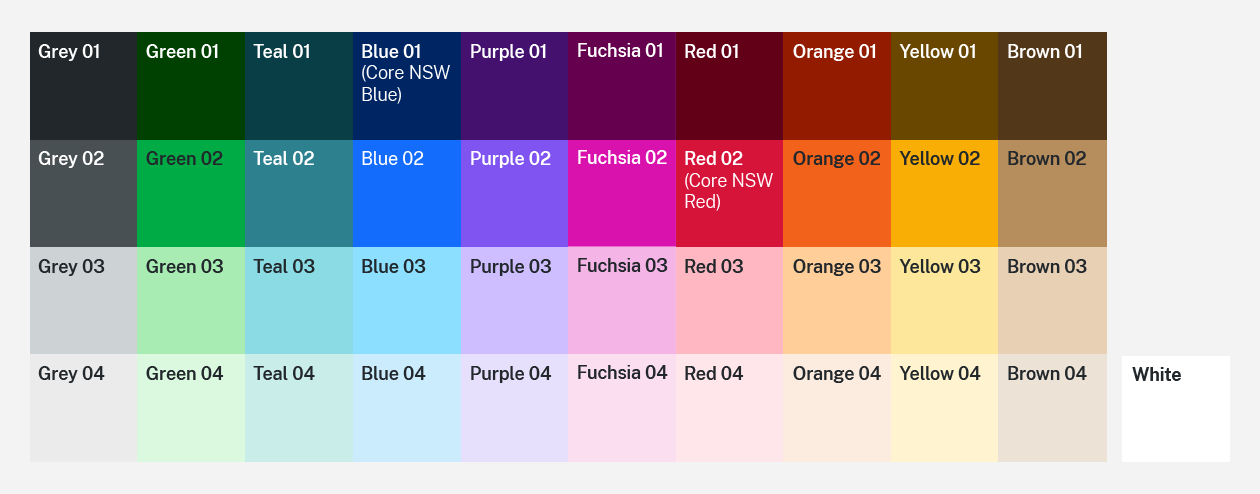 Grey 01
Green 01
Teal 01
Blue 01
(Core NSW
Blue)
Purple 01
Fuchsia 01
Red 01
Orange 01
Yellow 01
Brown 01
Grey 02
Green 02
Teal 02
Blue 02
Purple 02
Fuchsia 02
Red 02
(Core NSW
Red)
Orange 02
Yellow 02
Brown 02
Grey 03
Green 03
Teal 03
Blue 03
Purple 03
Fuchsia 03
Red 03
Orange 03
Yellow 03
Brown 03
Grey 04
Green 04
Teal 04
Blue 04
Purple 04
Fuchsia 04
Red 04
Orange 04
Yellow 04
Brown 04
White